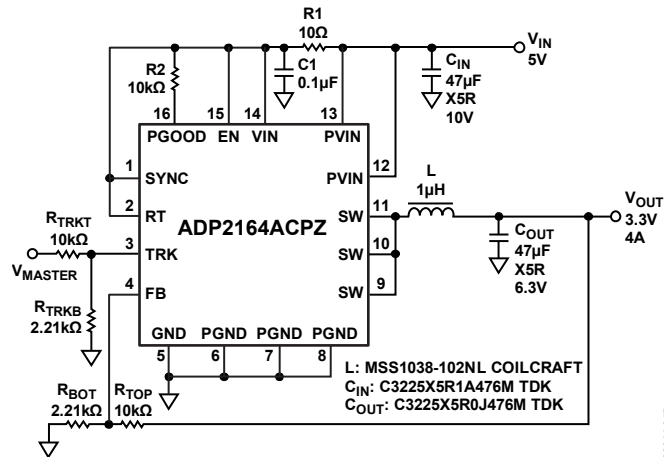 R1
10Ω
VIN
5V
R2
10kΩ
C1
0.1µF
CIN
47µF
X5R
10V
16
15
14
13
PGOOD
EN
VIN
PVIN
1
SYNC
12
PVIN
L
1µH
2
RT
ADP2164ACPZ
SW
11
VOUT
3.3V
4A
RTRKT
10kΩ
VMASTER
3
TRK
SW
10
COUT
47µF
X5R
6.3V
4
FB
SW
9
RTRKB
2.21kΩ
GND
PGND
PGND
PGND
5
6
7
8
L: MSS1038-102NL COILCRAFT
CIN: C3225X5R1A476M TDK
COUT: C3225X5R0J476M TDK
RBOT
2.21kΩ
RTOP
10kΩ